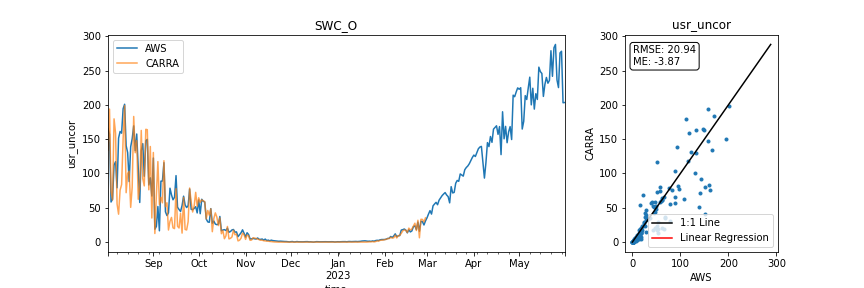 SWC_O
usr_uncor
300
250
200
150
100
50
0
AWS
CARRA
Sep Oct Nov Dec Jan Feb Mar Apr May
2023
usr_uncor
CARRA
300
250
200
150
100
50
0
RMSE: 20.94
ME: -3.87
1:1 Line
Linear Regression
0 100 200 300
AWS
time